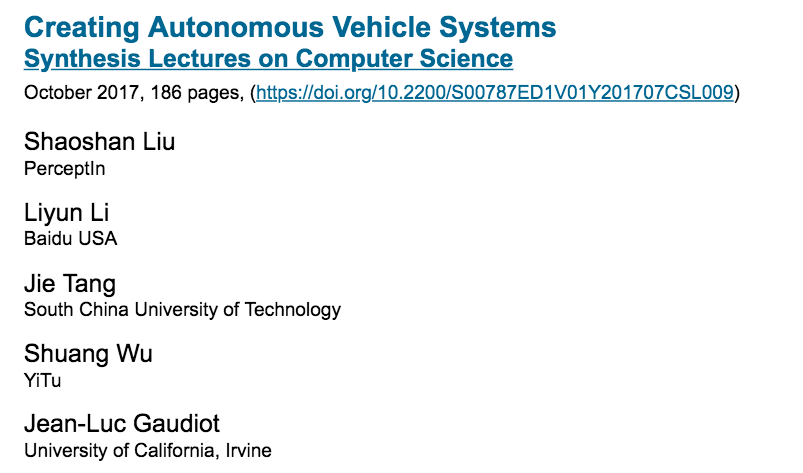 Creating Autonomous Vehicle Systems
Synthesis Lectures on Computer Science
October 2017, 186 pages, (https://doi.org/10.2200/S00787ED1V01Y201707CSL009)
Shaoshan Liu
PerceptIn
Liyun Li
Baidu USA
Jie Tang
South China University of Technology
Shuang Wu
YiTu
Jean-Luc Gaudiot
University of California, Irvine